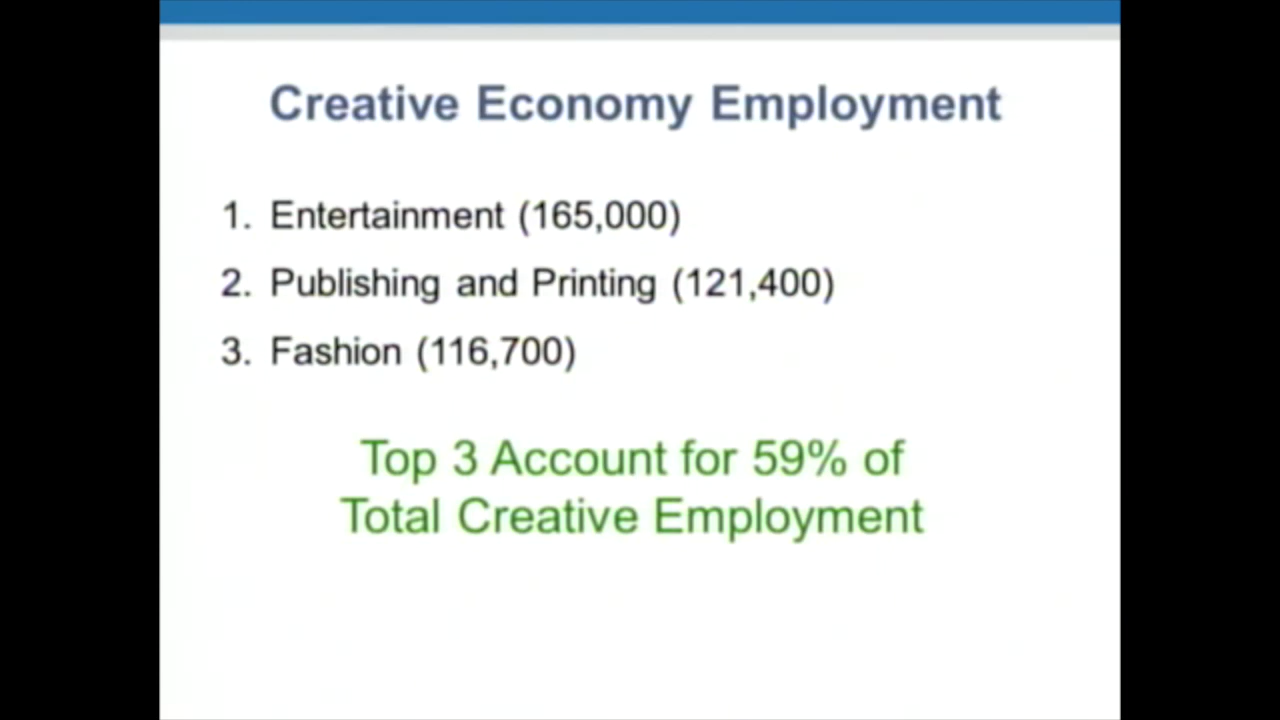 Creative Economy Employment
1. Entertainment (165,000)
2. Publishing and Printing (121,400)
3. Fashion (116,700)
Top 3 Account for 59% of
Total Creative Employment